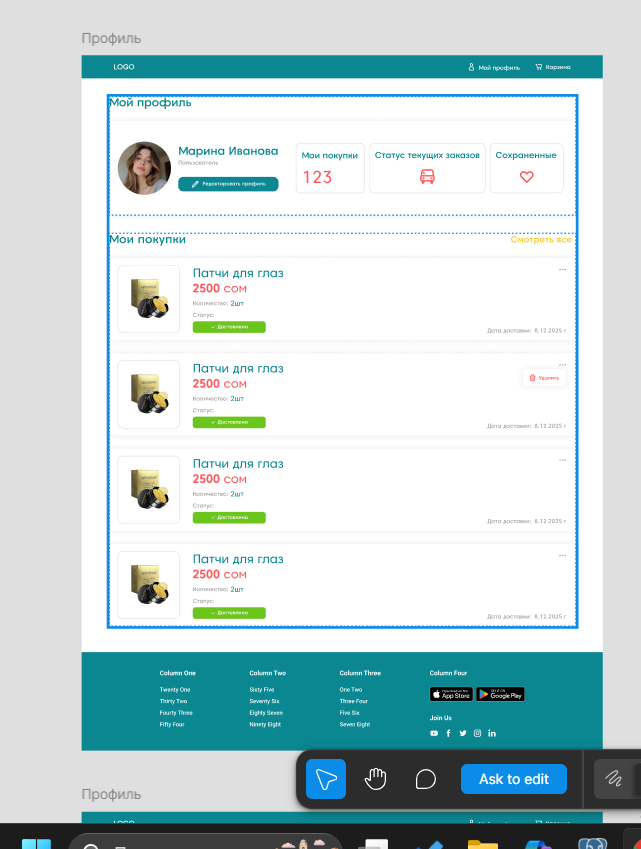 Профиль
LOGO
Мой профиль
Корзина
Мой профиль
Марина Иванова
Пользователь
Редактировать профиль
Мои покупки
123
Статус текущих заказов
Сохраненные
Мои покупки
Смотреть все
Патчи для глаз
2500 сом
Количество: 2шт
Статус:
Доставлено
Дата доставки: 8.12.2025 г
Патчи для глаз
2500 сом
Количество: 2шт
Статус:
Доставлено
Удалить
Дата доставки: 8.12.2025 г
Патчи для глаз
2500 сом
Количество: 2шт
Статус:
Доставлено
Дата доставки: 8.12.2025 г
Патчи для глаз
2500 сом
Количество: 2шт
Статус:
Доставлено
Дата доставки: 8.12.2025 г
Column One
Twenty One
Thirty Two
Fourty Three
Fifty Four
Column Two
Sixty Five
Seventy Six
Eighty Seven
Ninety Eight
Column Three
One Two
Three Four
Five Six
Seven Eight
Column Four
App Store
Google Play
Join Us
Ask to edit
Профиль